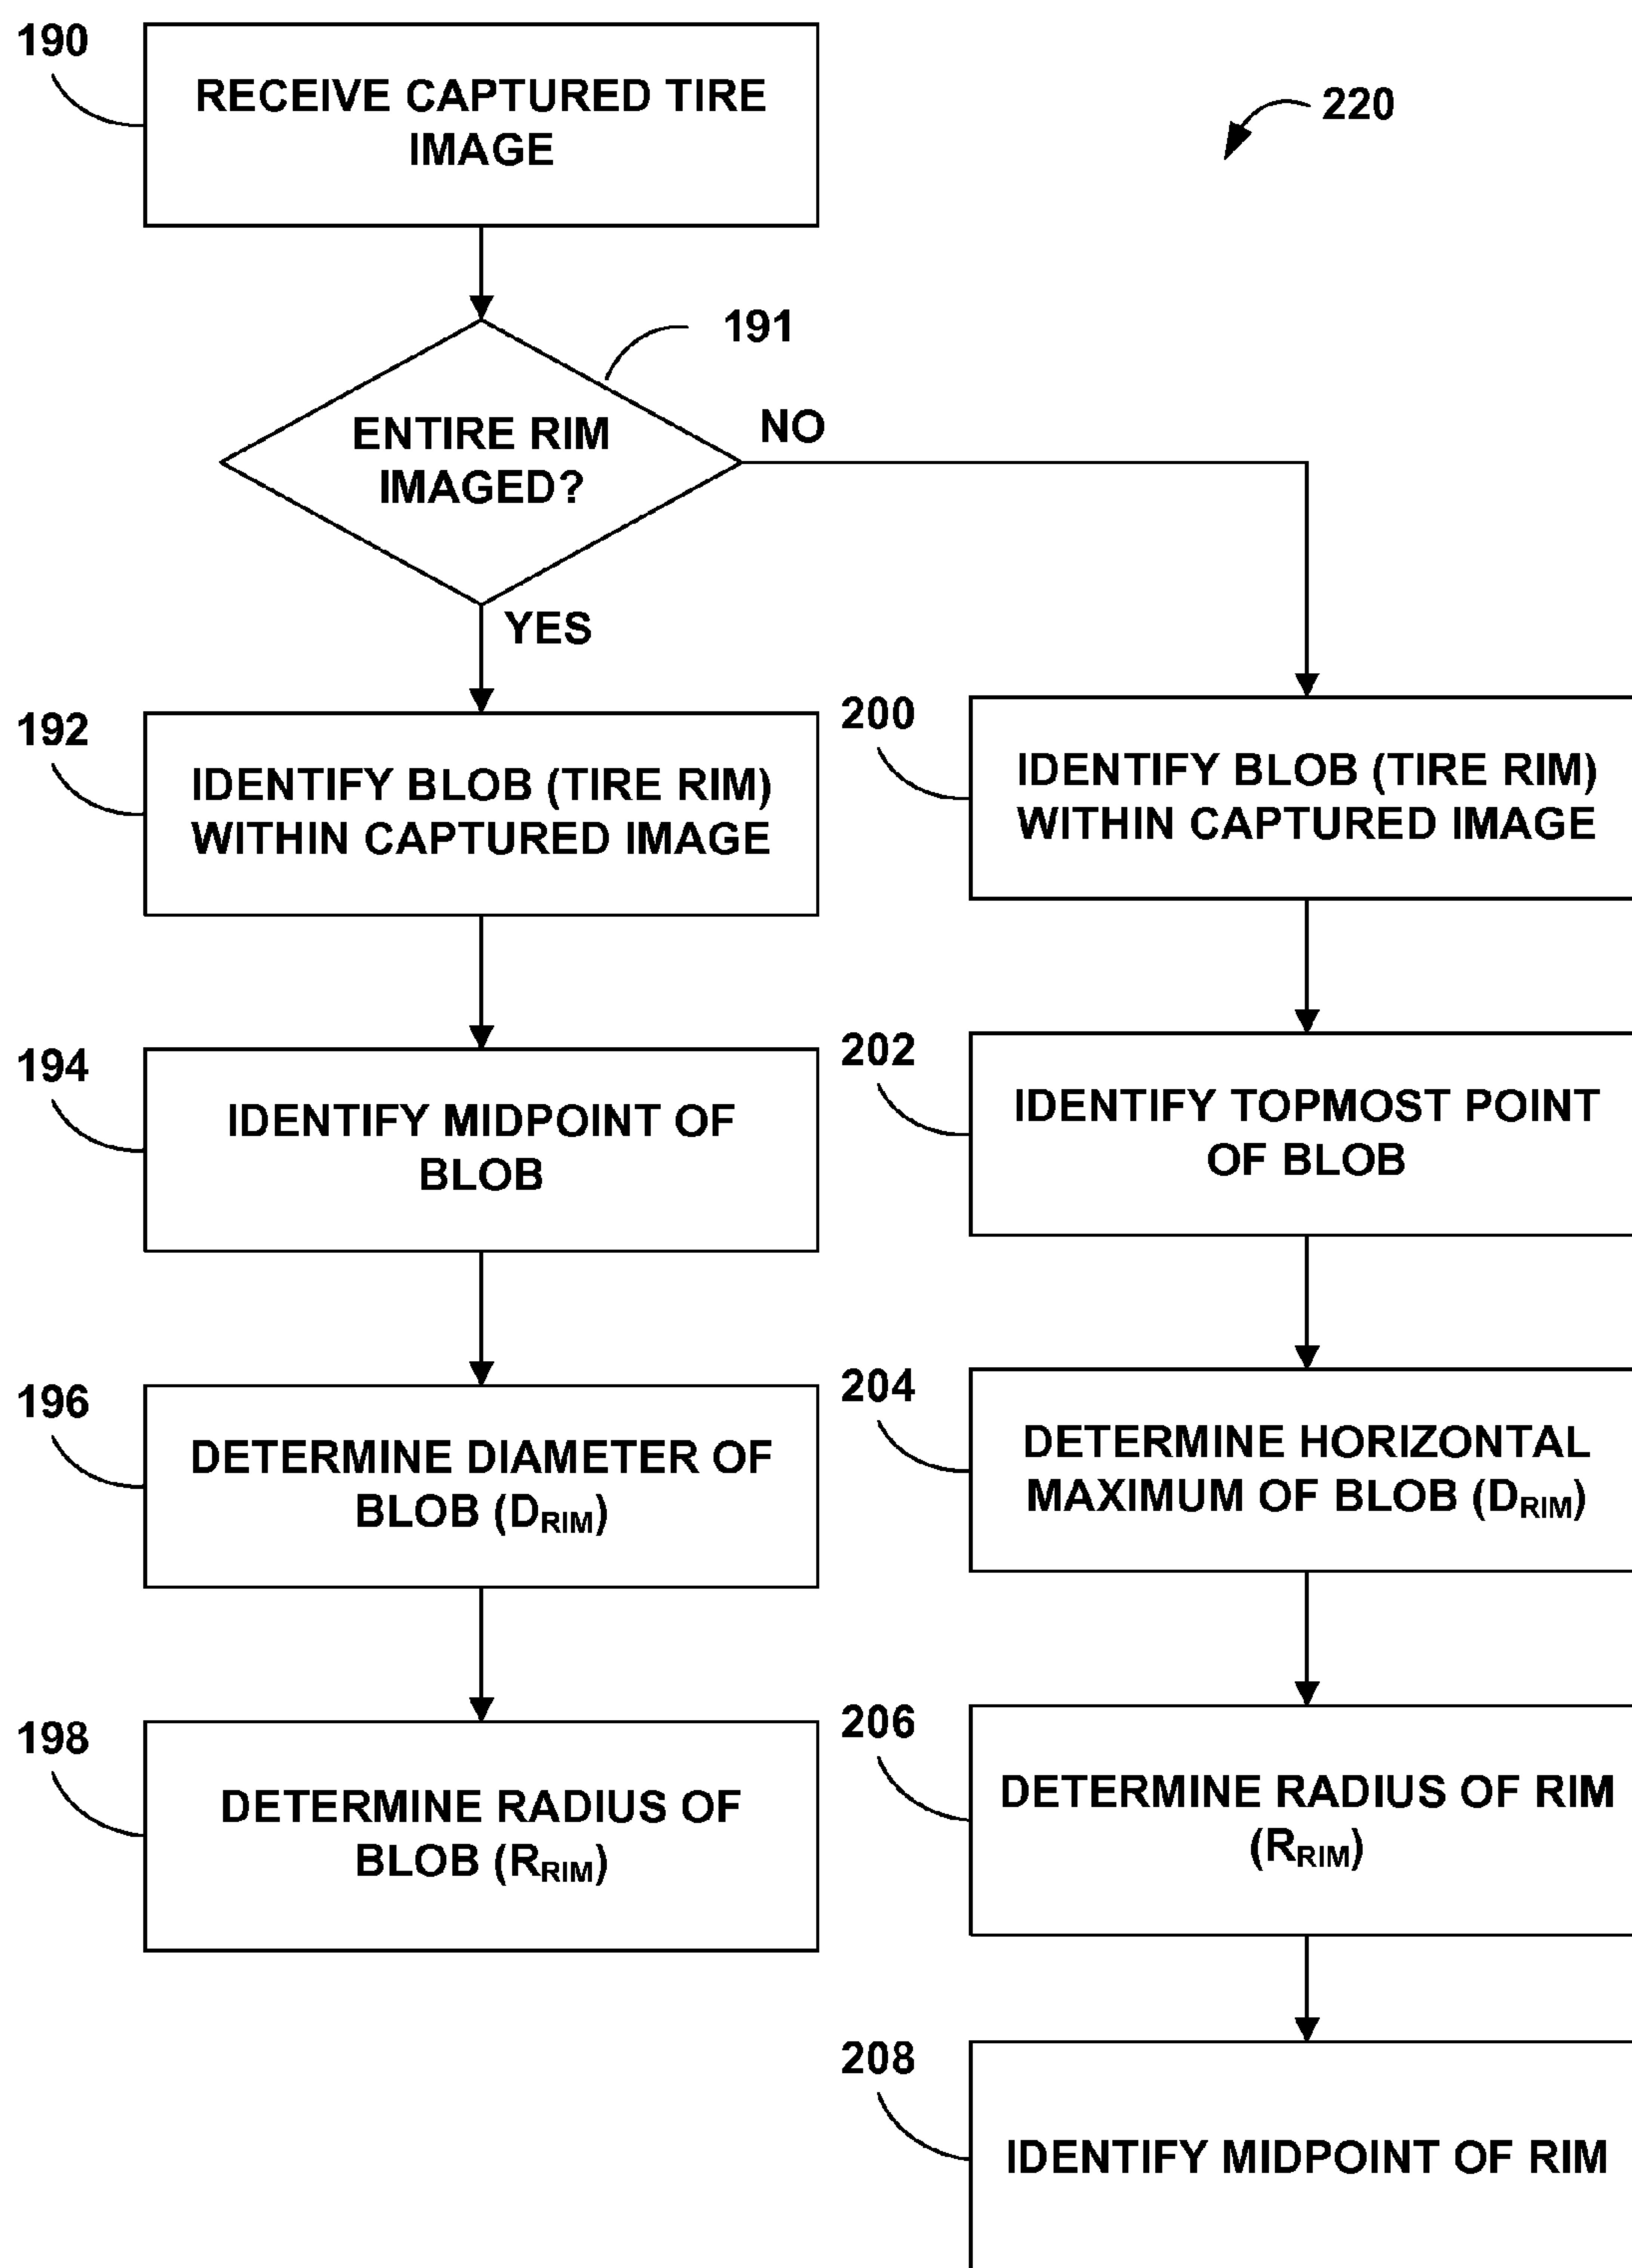 190
RECEIVE CAPTURED TIRE
IMAGE
220
191
ENTIRE RIM
IMAGED?
NO
YES
192
IDENTIFY BLOB (TIRE RIM)
WITHIN CAPTURED IMAGE
194
IDENTIFY MIDPOINT OF
BLOB
196
DETERMINE DIAMETER OF
BLOB (DRIM)
198
DETERMINE RADIUS OF
BLOB (RRIM)
200
IDENTIFY BLOB (TIRE RIM)
WITHIN CAPTURED IMAGE
202
IDENTIFY TOPMOST POINT
OF BLOB
204
DETERMINE HORIZONTAL
MAXIMUM OF BLOB (DRIM)
206
DETERMINE RADIUS OF RIM
(RRIM)
208
IDENTIFY MIDPOINT OF RIM